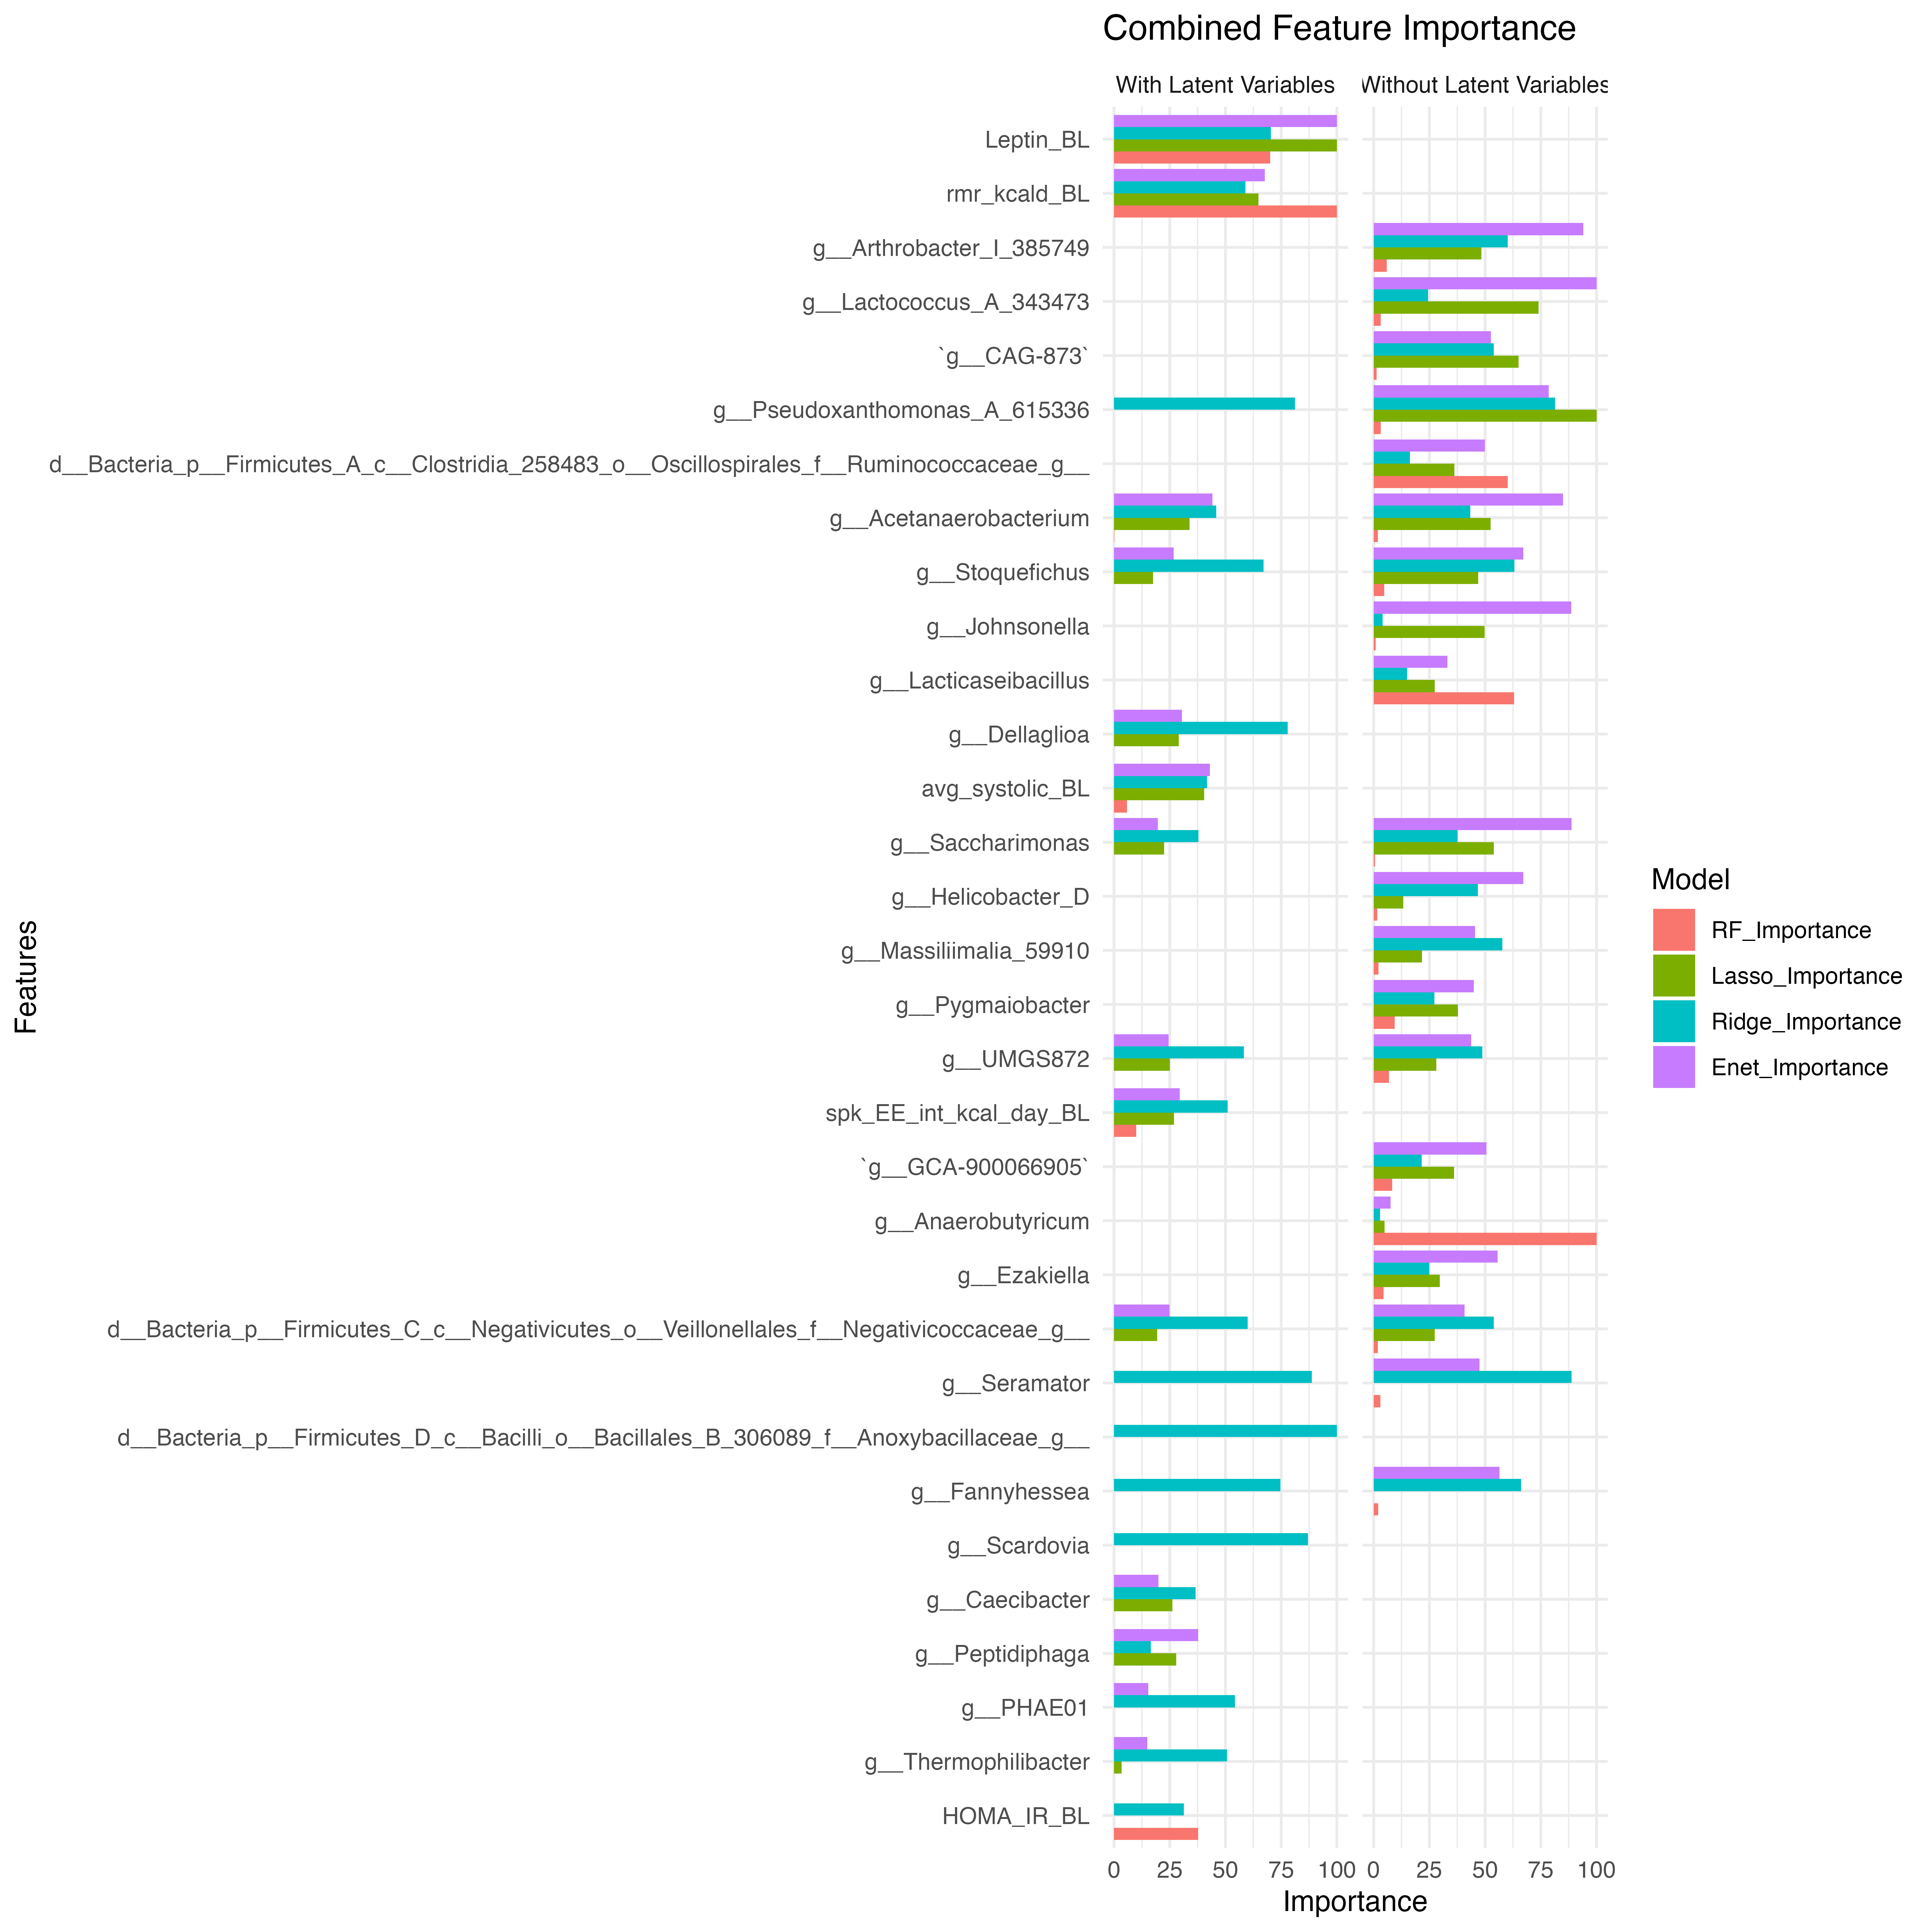 Combined Feature Importance
With Latent Variables
Without Latent Variables
Leptin_BL
rmr_kcald_BL
g__Arthrobacter_I_385749
g__Lactococcus_A_343473
`g__CAG-873`
g__Pseudoxanthomonas_A_615336
d__Bacteria_p__Firmicutes_A_c__Clostridia_258483_o__Oscillospirales_f__Ruminococcaceae_g__
g__Acetanaerobacterium
g__Stoquefichus
g__Johnsonella
g__Lacticaseibacillus
g__Dellaglioa
avg_systolic_BL
g__Saccharimonas
g__Helicobacter_D
g__Massiliimalia_59910
g__Pygmaiobacter
g__UMGS872
spk_EE_int_kcal_day_BL
`g__GCA-900066905`
g__Anaerobutyricum
g__Ezakiella
d__Bacteria_p__Firmicutes_C_c__Negativicutes_o__Veillonellales_f__Negativicoccaceae_g__
g__Seramator
d__Bacteria_p__Firmicutes_D_c__Bacilli_o__Bacillales_B_306089_f__Anoxybacillaceae_g__
g__Fannyhessea
g__Scardovia
g__Caecibacter
g__Peptidiphaga
g__PHAE01
g__Thermophilibacter
HOMA_IR_BL
0 25 50 75 100 0 25 50 75 100
Importance
Features
Model
RF_Importance
Lasso_Importance
Ridge_Importance
Enet_Importance